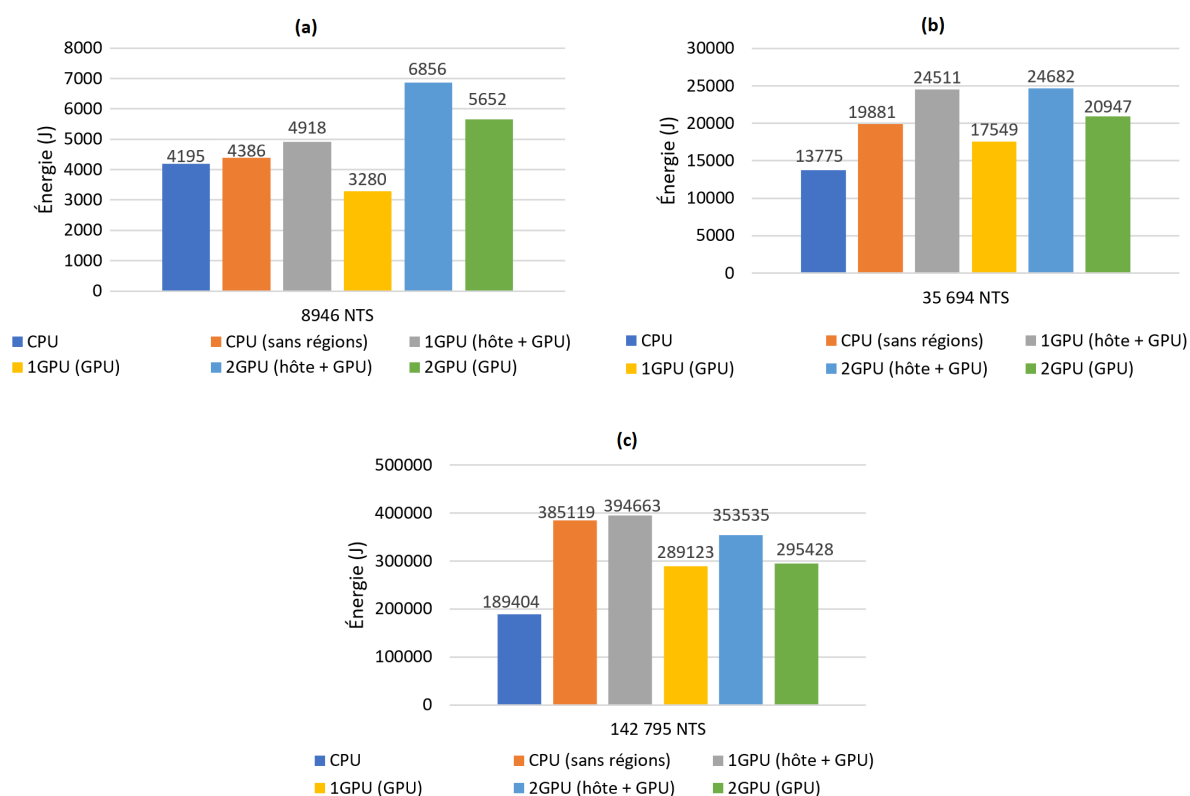 (a)
8000
7000
6000
5000
4000
3000
2000
1000
0
Énergie (J)
4195
4386
4918
3280
6856
5652
8946 NTS
CPU
CPU (sans régions)
1GPU (hôte + GPU)
1GPU (GPU)
2GPU (hôte + GPU)
2GPU (GPU)
(b)
30000
25000
20000
15000
10000
5000
0
Énergie (J)
13775
19881
24511
17549
24682
20947
35 694 NTS
CPU
CPU (sans régions)
1GPU (hôte + GPU)
1GPU (GPU)
2GPU (hôte + GPU)
2GPU (GPU)
(c)
500000
400000
300000
200000
100000
0
Énergie (J)
189404
385119
394663
289123
353535
295428
142 795 NTS
CPU
CPU (sans régions)
1GPU (hôte + GPU)
1GPU (GPU)
2GPU (hôte + GPU)
2GPU (GPU)